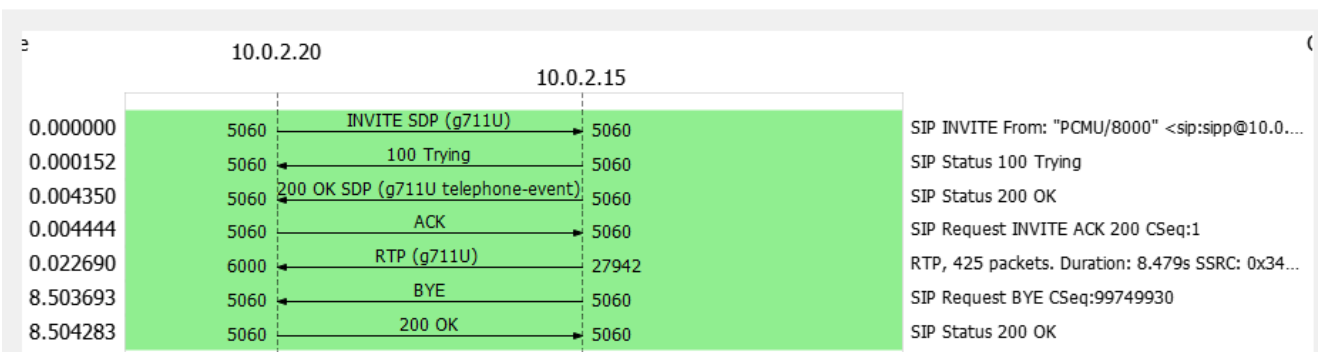 10.0.2.20
10.0.2.15
0.000000 5060 INVITE SDP (g711U) 5060 SIP INVITE From: "PCMU/8000" <sip:sipp@10.0....
0.000152 5060 100 Trying 5060 SIP Status 100 Trying
0.004350 5060 200 OK SDP (g711U telephone-event) 5060 SIP Status 200 OK
0.004444 5060 ACK 5060 SIP Request INVITE ACK 200 CSeq:1
0.022690 6000 RTP (g711U) 27942 RTP, 425 packets. Duration: 8.479s SSRC: 0x34...
8.503693 5060 BYE 5060 SIP Request BYE CSeq:99749930
8.504283 5060 200 OK 5060 SIP Status 200 OK